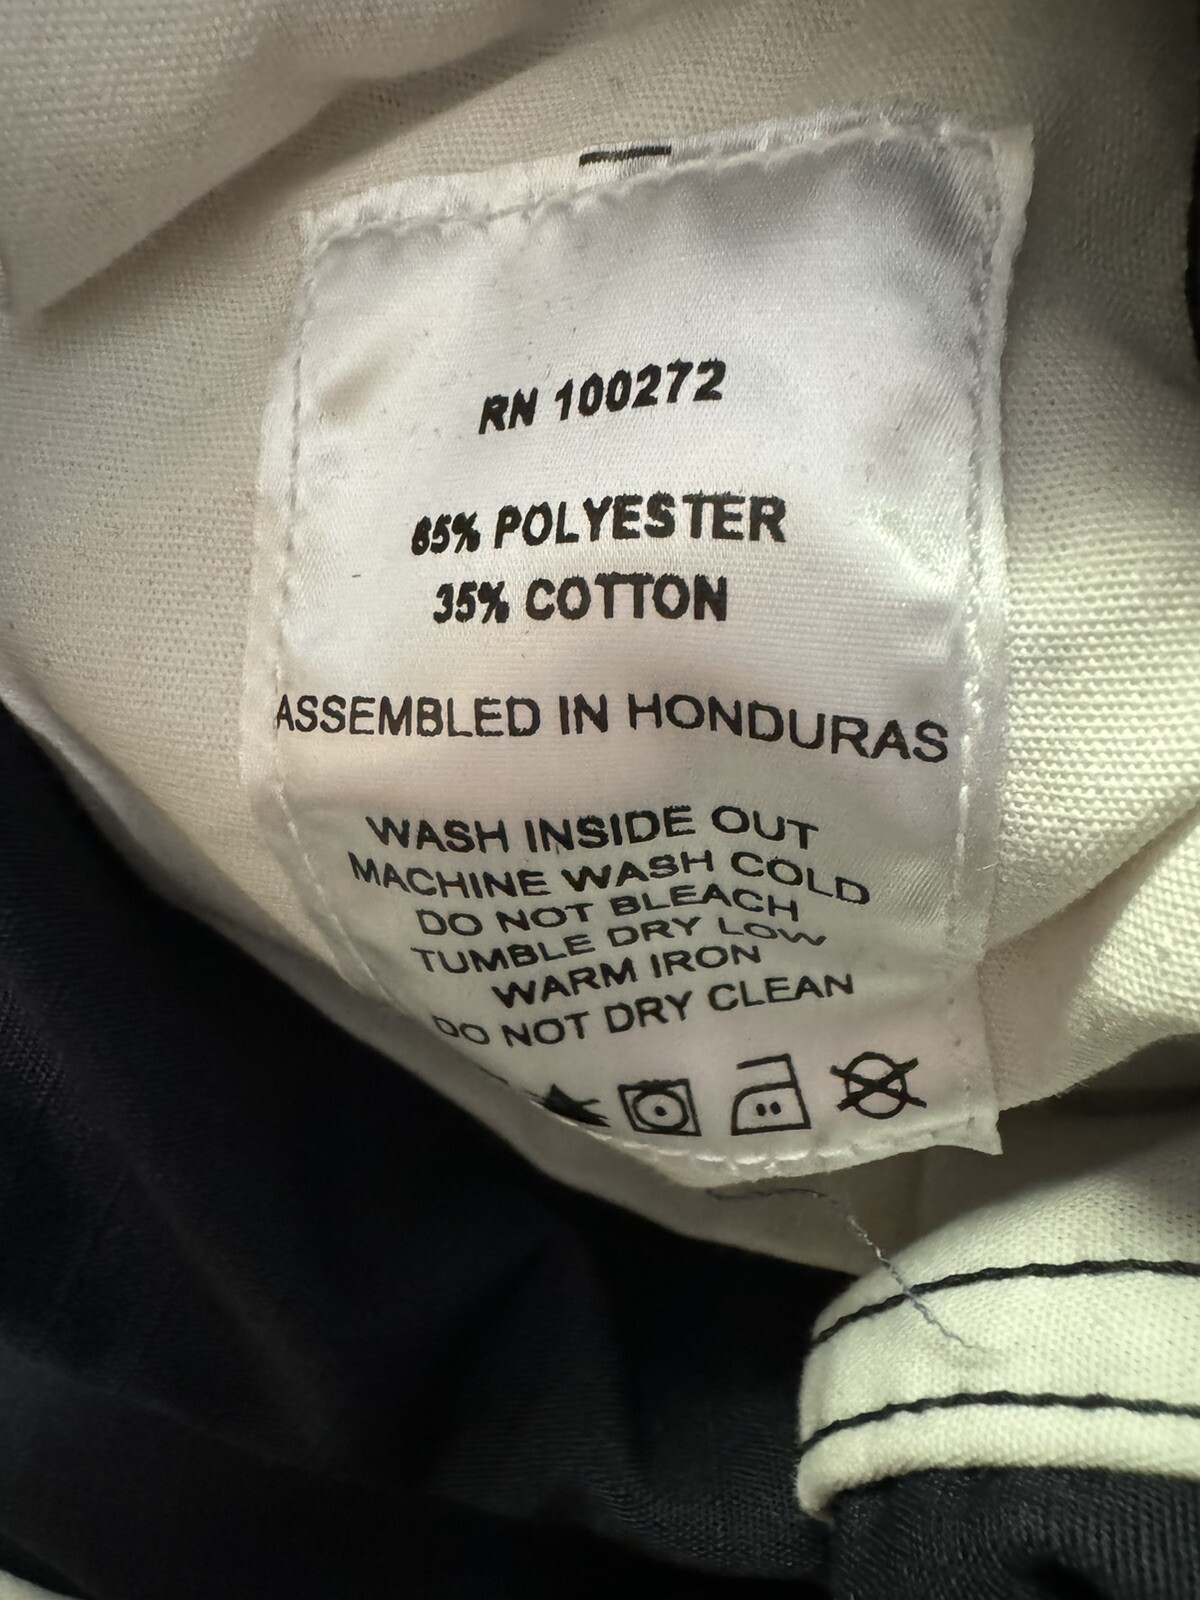 RN 100272
65% POLYESTER
35% COTTON
ASSEMBLED IN HONDURAS
WASH INSIDE OUT
MACHINE WASH COLD
DO NOT BLEACH
TUMBLE DRY LOW
WARM IRON
DO NOT DRY CLEAN